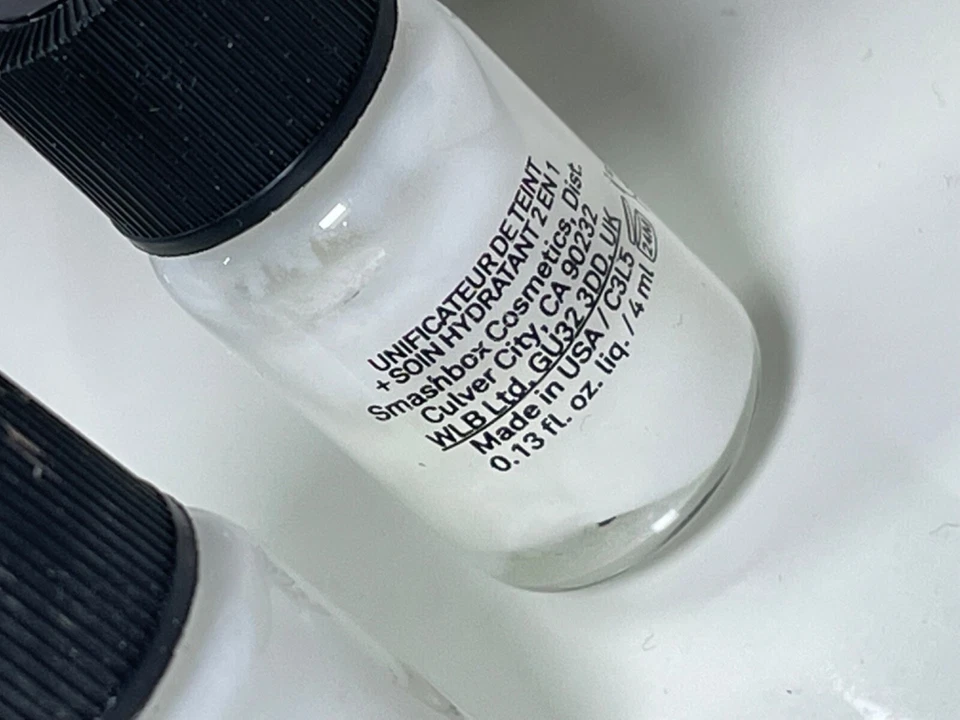 UNIFICATEUR DE TEINT
+ SOIN HYDRATANT 2 EN 1
Smashbox Cosmetics, Dist.
Culver City, CA 90232
WLB Ltd. GU32 3DD, UK
Made in USA / C3L5
0.13 fl. oz. liq. / 4 ml
24M